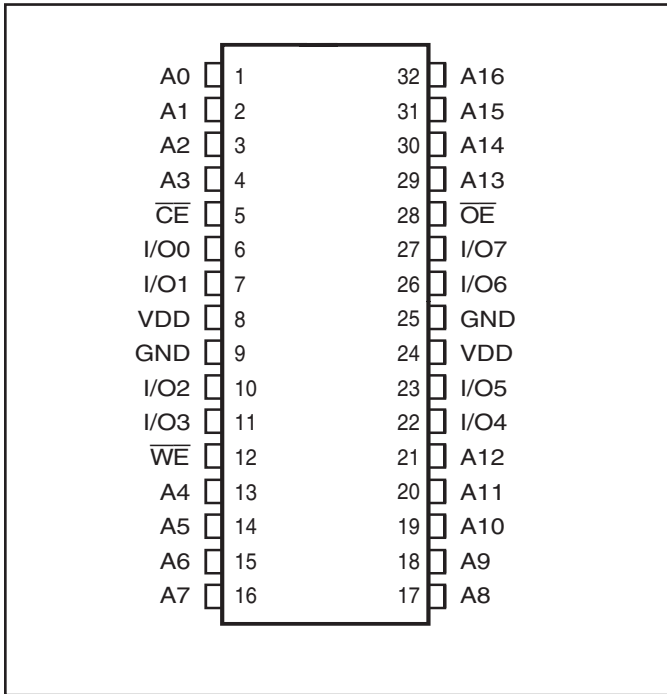 A0 1 32 A16
A1 2 31 A15
A2 3 30 A14
A3 4 29 A13
C̅E̅ 5 28 O̅E̅
I/O0 6 27 I/O7
I/O1 7 26 I/O6
VDD 8 25 GND
GND 9 24 VDD
I/O2 10 23 I/O5
I/O3 11 22 I/O4
W̅E̅ 12 21 A12
A4 13 20 A11
A5 14 19 A10
A6 15 18 A9
A7 16 17 A8